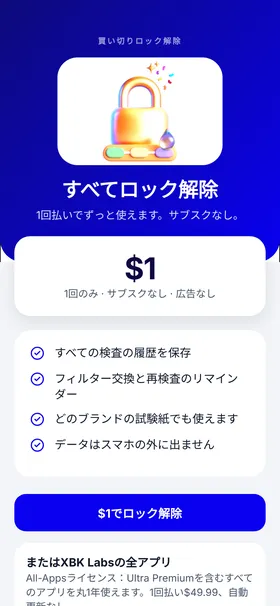 買い切りロック解除
すべてロック解除
1回払いでずっと使えます。サブスクなし。
$1
1回のみ · サブスクなし · 広告なし
すべての検査の履歴を保存
フィルター交換と再検査のリマイン
ダー
どのブランドの試験紙でも使えます
データはスマホの外に出ません
$1でロック解除
またはXBK Labsの全アプリ
All-Appsライセンス：Ultra Premiumを含むすべて
のアプリを丸1年使えます。1回払い$49.99、自動
更新なし